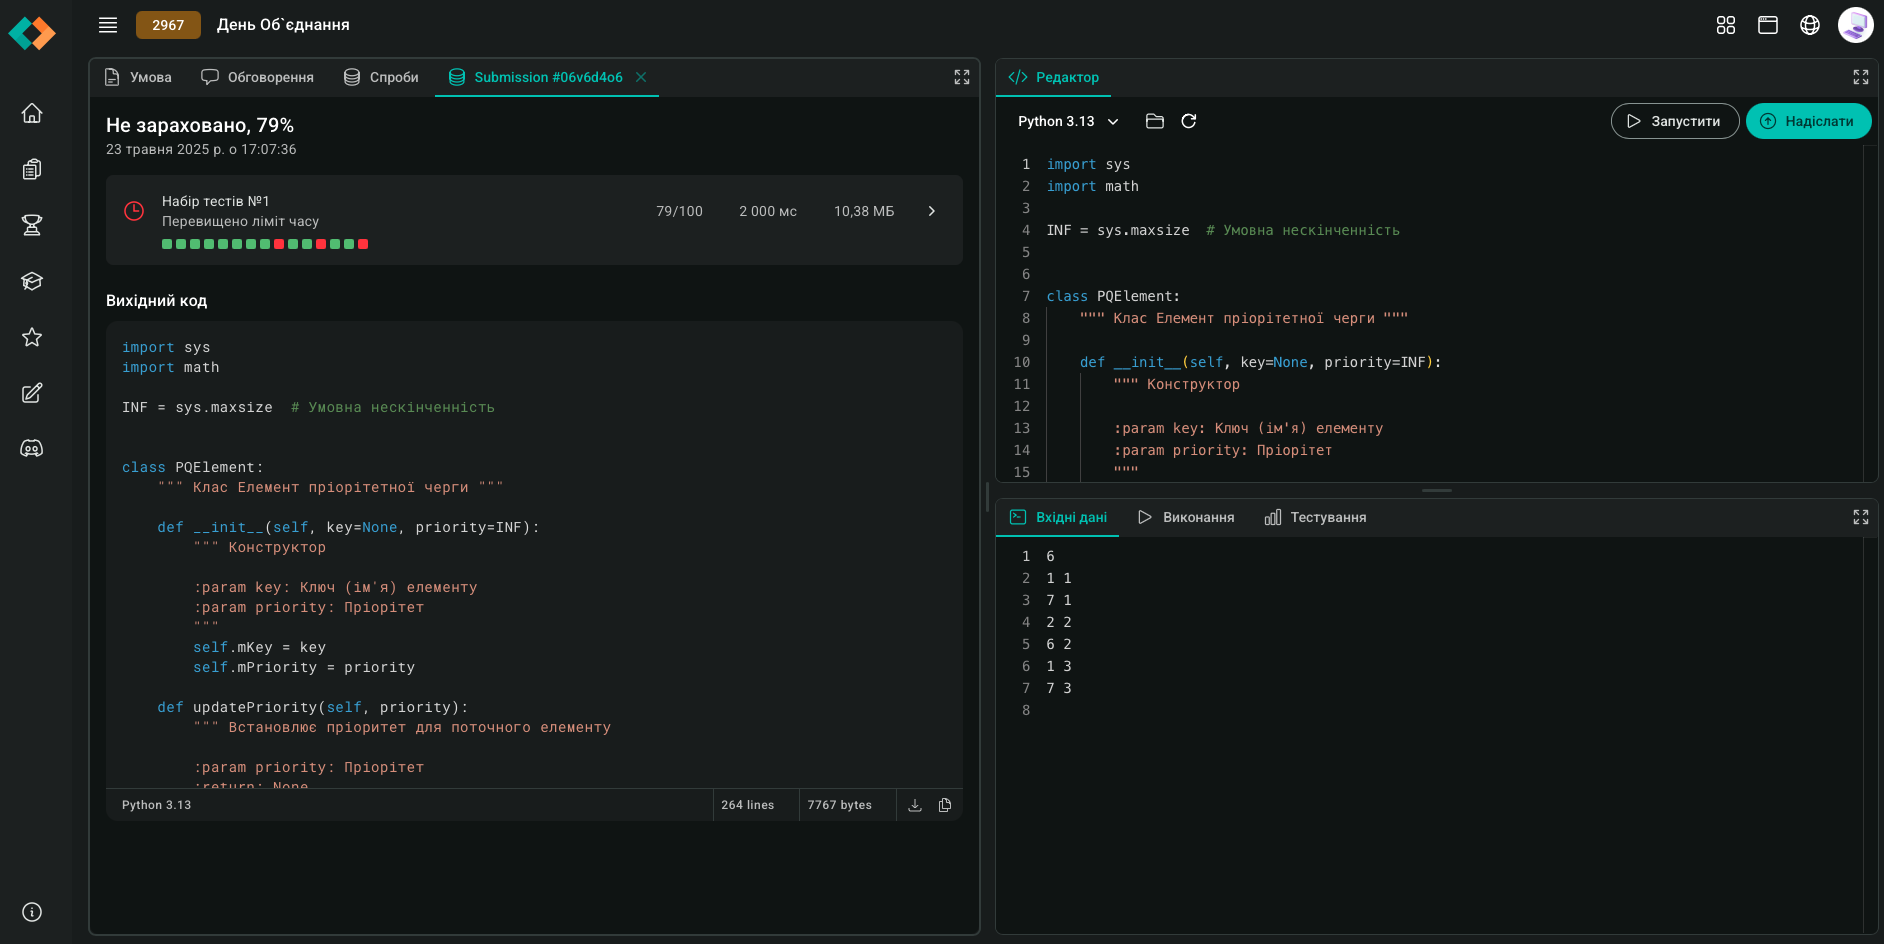 2967
День Об`єднання
Умова
Обговорення
Спроби
Submission #06v6d4o6
Не зараховано, 79%
23 травня 2025 р. о 17:07:36
Набір тестів №1
Перевищено ліміт часу
79/100
2 000 мс
10,38 МБ
Вихідний код
import sys
import math
INF = sys.maxsize  # Умовна нескінченність
class PQElement:
""" Клас Елемент пріорітетної черги """
def __init__(self, key=None, priority=INF):
""" Конструктор
:param key: Ключ (ім'я) елементу
:param priority: Пріорітет
"""
self.mKey = key
self.mPriority = priority
def updatePriority(self, priority):
""" Встановлює пріоритет для поточного елементу
:param priority: Пріорітет
:return: None
Python 3.13
264 lines
7767 bytes
Редактор
Python 3.13
Запустити
Надіслати
1 import sys
2 import math
3
4 INF = sys.maxsize  # Умовна нескінченність
5
6
7 class PQElement:
8 """ Клас Елемент пріорітетної черги """
9
10 def __init__(self, key=None, priority=INF):
11 """ Конструктор
12
13 :param key: Ключ (ім'я) елементу
14 :param priority: Пріорітет
15 """
Вхідні дані
Виконання
Тестування
1 6
2 1 1
3 7 1
4 2 2
5 6 2
6 1 3
7 7 3
8